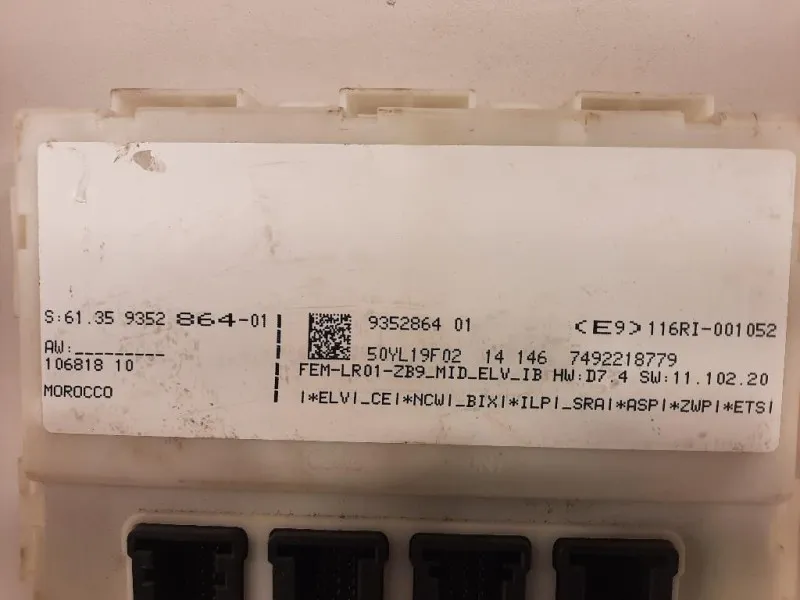 S:61.35 9352 864-01
AW:_________
106818 10
MOROCCO
9352864 01
<E9>116RI-001052
50YL19F02 14 146 7492218779
FEM-LR01-ZB9_MID_ELV_IB HW:D7.4 SW:11.102.20
|*ELV|_CE|*NCW|_BIX|*ILP|_SRA|*ASP|*ZWP|*ETS|